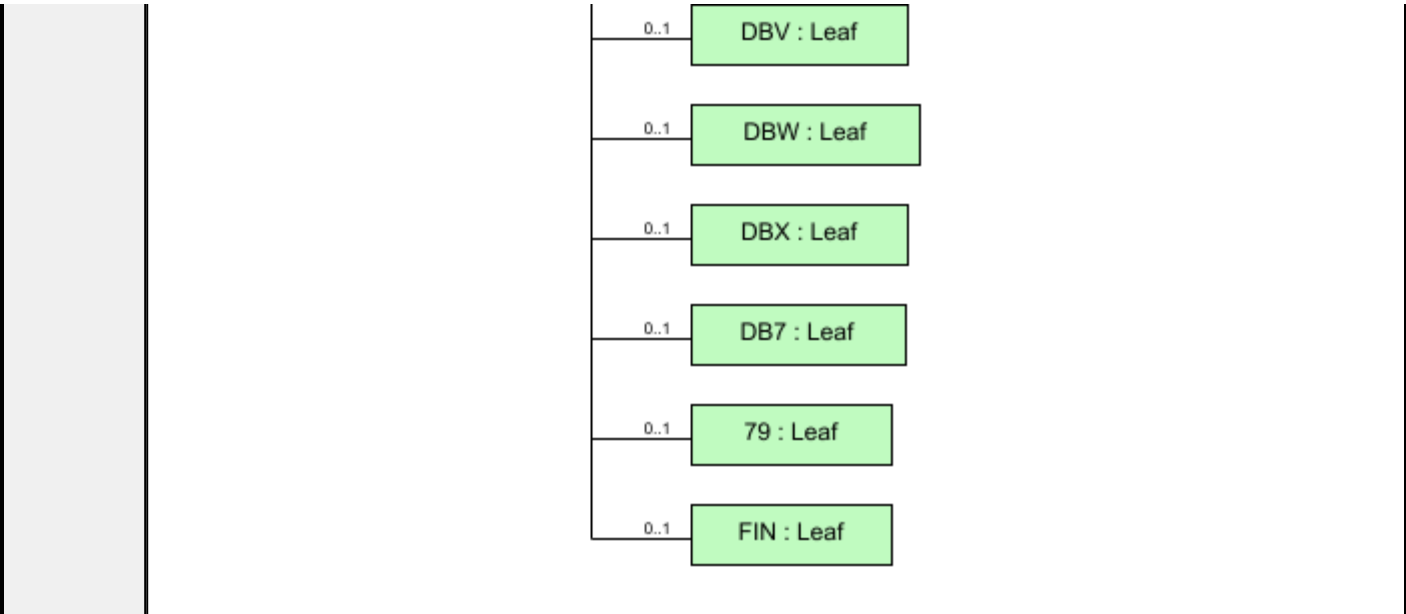 0..1 DBV : Leaf
0..1 DBW : Leaf
0..1 DBX : Leaf
0..1 DB7 : Leaf
0..1 79 : Leaf
0..1 FIN : Leaf